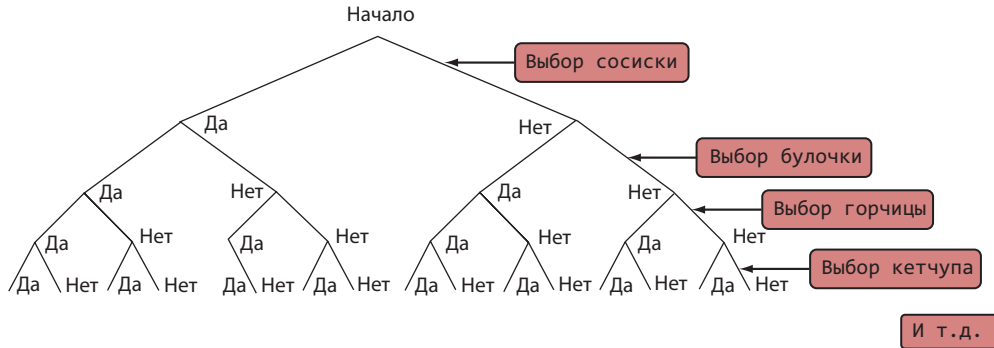 Начало
Выбор сосиски
Да Нет
Выбор булочки
Да Нет Да Нет
Выбор горчицы
Да Нет Да Нет Да Нет Да Нет
Выбор кетчупа
Да Нет Да Нет Да Нет Да Нет Да Нет Да Нет Да Нет Да Нет
И т.д.